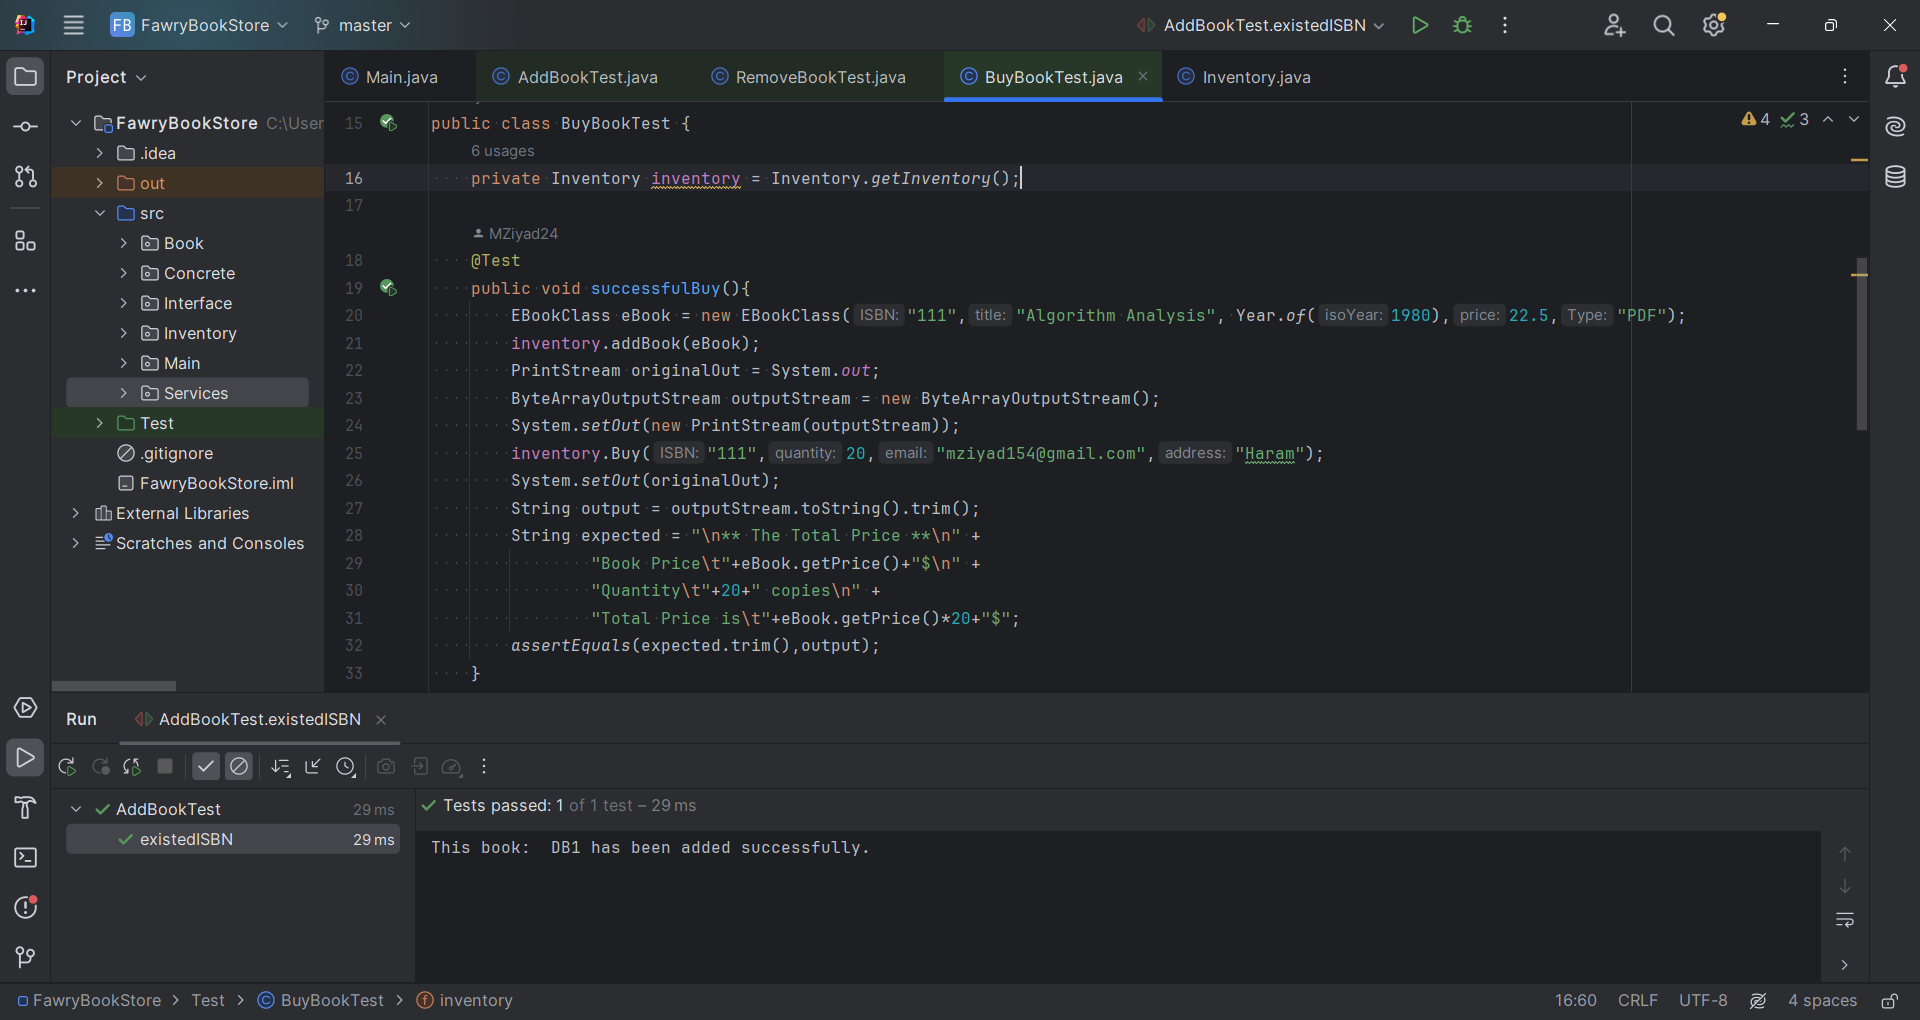 FB FawryBookStore master AddBookTest.existedISBN
Project
Main.java AddBookTest.java RemoveBookTest.java BuyBookTest.java Inventory.java
FawryBookStore C:\User
.idea
out
src
Book
Concrete
Interface
Inventory
Main
Services
Test
.gitignore
FawryBookStore.iml
External Libraries
Scratches and Consoles
4 3
15 public class BuyBookTest {
6 usages
16 private Inventory inventory = Inventory.getInventory();
17
MZiyad24
18 @Test
19 public void successfulBuy(){
20 EBookClass eBook = new EBookClass( ISBN: "111", title: "Algorithm Analysis", Year.of( isoYear: 1980), price: 22.5, Type: "PDF");
21 inventory.addBook(eBook);
22 PrintStream originalOut = System.out;
23 ByteArrayOutputStream outputStream = new ByteArrayOutputStream();
24 System.setOut(new PrintStream(outputStream));
25 inventory.Buy( ISBN: "111", quantity: 20, email: "mziyad154@gmail.com", address: "Haram");
26 System.setOut(originalOut);
27 String output = outputStream.toString().trim();
28 String expected = "\n** The Total Price **\n" +
29 "Book Price\t"+eBook.getPrice()+"$\n" +
30 "Quantity\t"+20+" copies\n" +
31 "Total Price is\t"+eBook.getPrice()*20+"$";
32 assertEquals(expected.trim(),output);
33 }
Run AddBookTest.existedISBN
AddBookTest 29 ms
existedISBN 29 ms
Tests passed: 1 of 1 test – 29 ms
This book:  DB1 has been added successfully.
FawryBookStore > Test > BuyBookTest > inventory
16:60 CRLF UTF-8 4 spaces